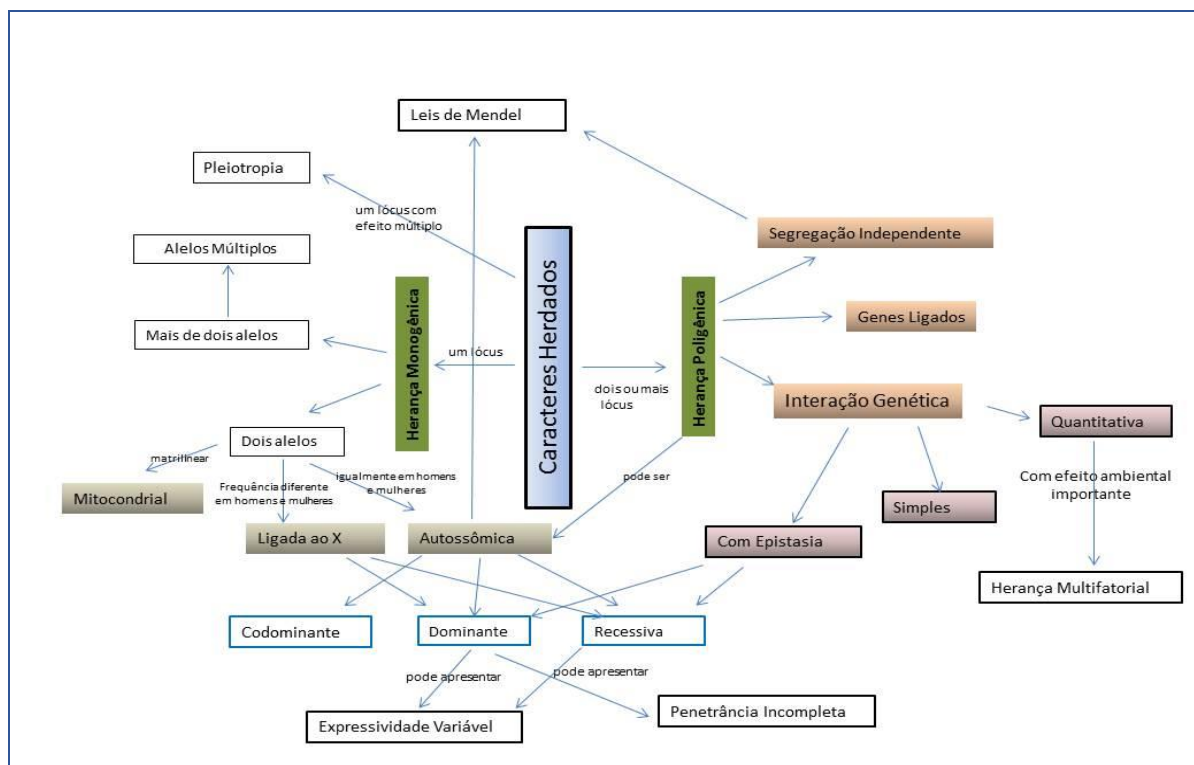 Leis de Mendel
Pleiotropia
um lócus com
efeito múltiplo
Segregação Independente
Alelos Múltiplos
Caracteres Herdados
Herança Monogênica
Herança Poligênica
Genes Ligados
Mais de dois alelos
um lócus
dois ou mais
lócus
Interação Genética
Quantitativa
Dois alelos
matrilinear
Frequência diferente
em homens e mulheres
igualmente em homens
e mulheres
pode ser
Com efeito ambiental
importante
Mitocondrial
Simples
Ligada ao X
Autossômica
Com Epistasia
Herança Multifatorial
Codominante
Dominante
Recessiva
pode apresentar
pode apresentar
Expressividade Variável
Penetrância Incompleta